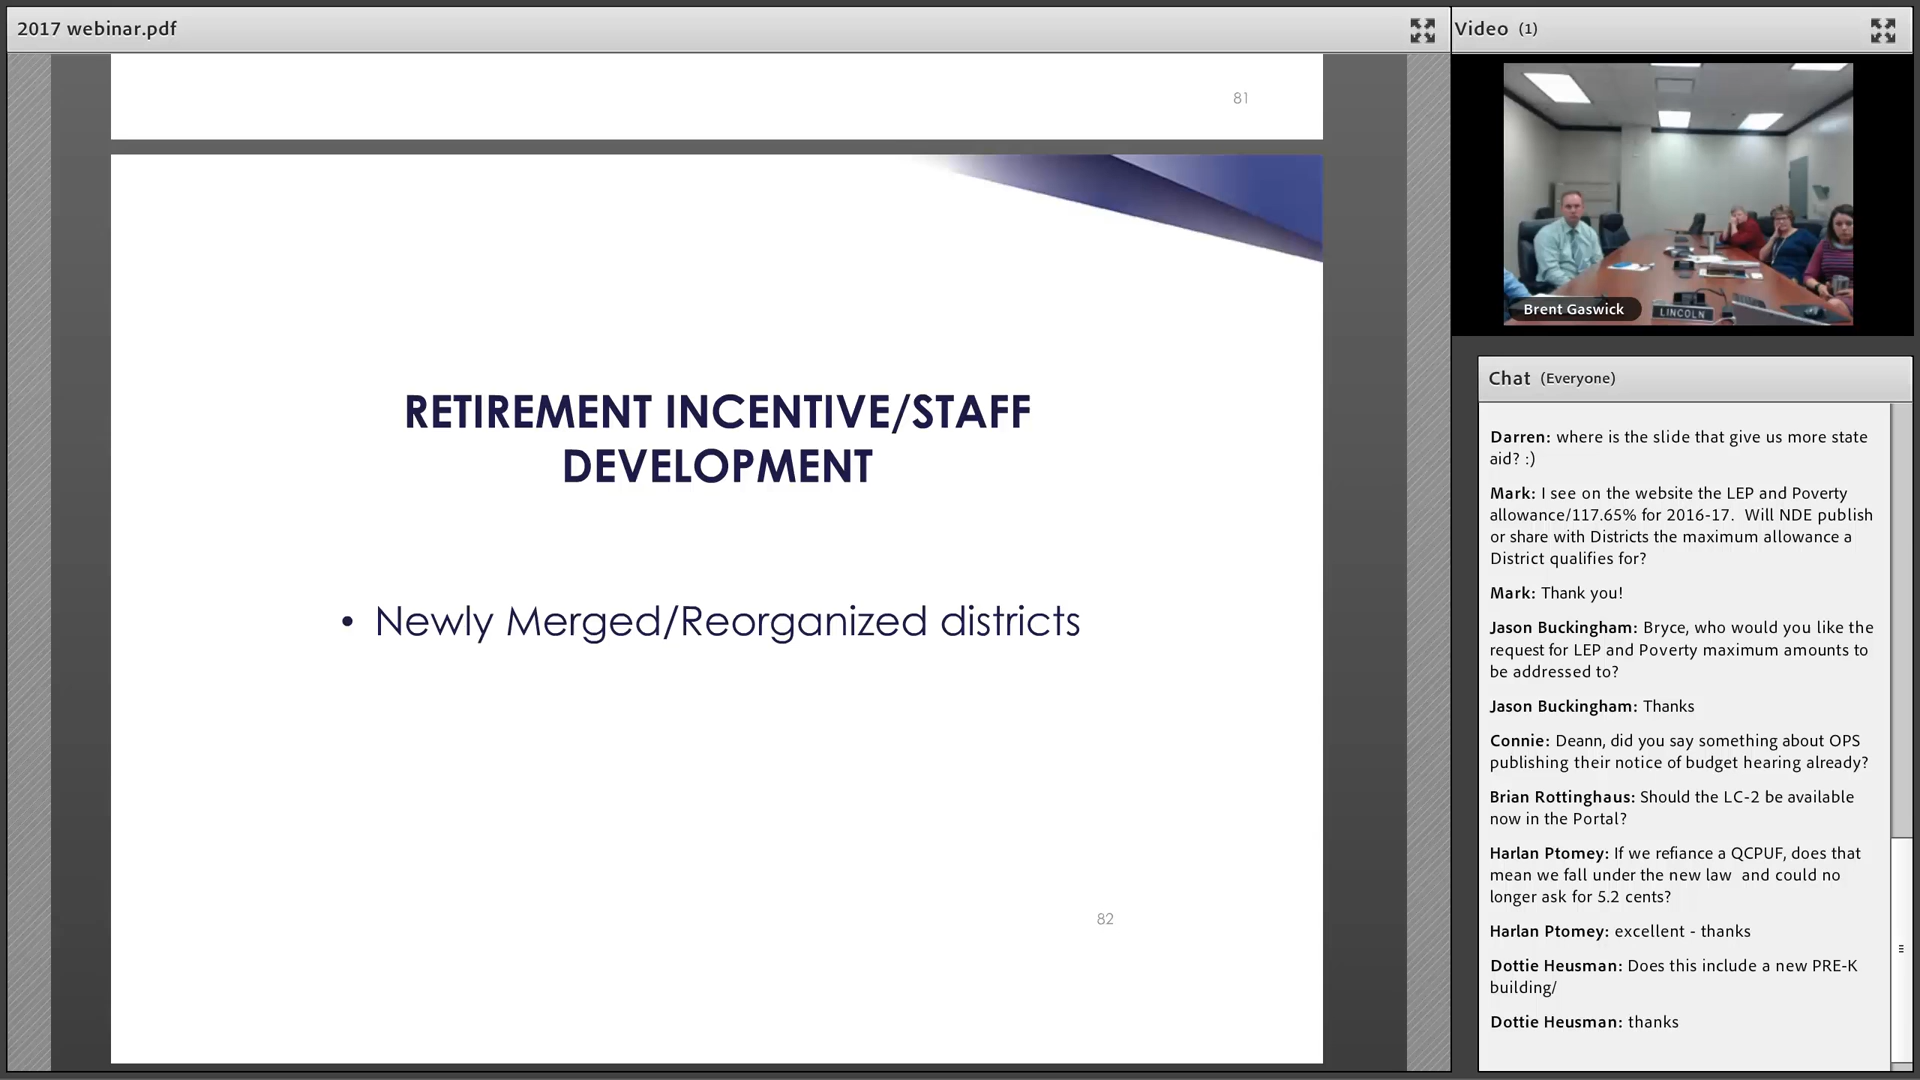 2017 webinar.pdf
81
RETIREMENT INCENTIVE/STAFF
DEVELOPMENT
• Newly Merged/Reorganized districts
82
Video (1)
Brent Gaswick
LINCOLN
Chat (Everyone)
Darren: where is the slide that give us more state
aid? :)
Mark: I see on the website the LEP and Poverty
allowance/117.65% for 2016-17.  Will NDE publish
or share with Districts the maximum allowance a
District qualifies for?
Mark: Thank you!
Jason Buckingham: Bryce, who would you like the
request for LEP and Poverty maximum amounts to
be addressed to?
Jason Buckingham: Thanks
Connie: Deann, did you say something about OPS
publishing their notice of budget hearing already?
Brian Rottinghaus: Should the LC-2 be available
now in the Portal?
Harlan Ptomey: If we refiance a QCPUF, does that
mean we fall under the new law  and could no
longer ask for 5.2 cents?
Harlan Ptomey: excellent - thanks
Dottie Heusman: Does this include a new PRE-K
building/
Dottie Heusman: thanks